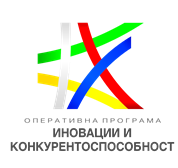 ОПЕРАТИВНА ПРОГРАМА
ИНОВАЦИИ И
КОНКУРЕНТОСПОСОБНОСТ